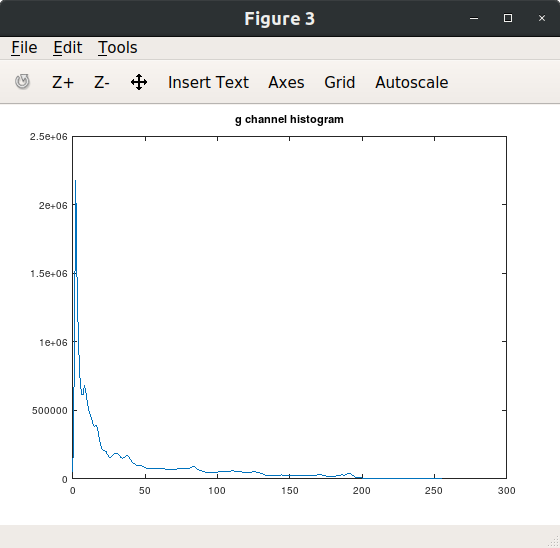 Figure 3
File Edit Tools
Z+ Z- Insert Text Axes Grid Autoscale
g channel histogram
2.5e+06
2e+06
1.5e+06
1e+06
500000
0
0 50 100 150 200 250 300